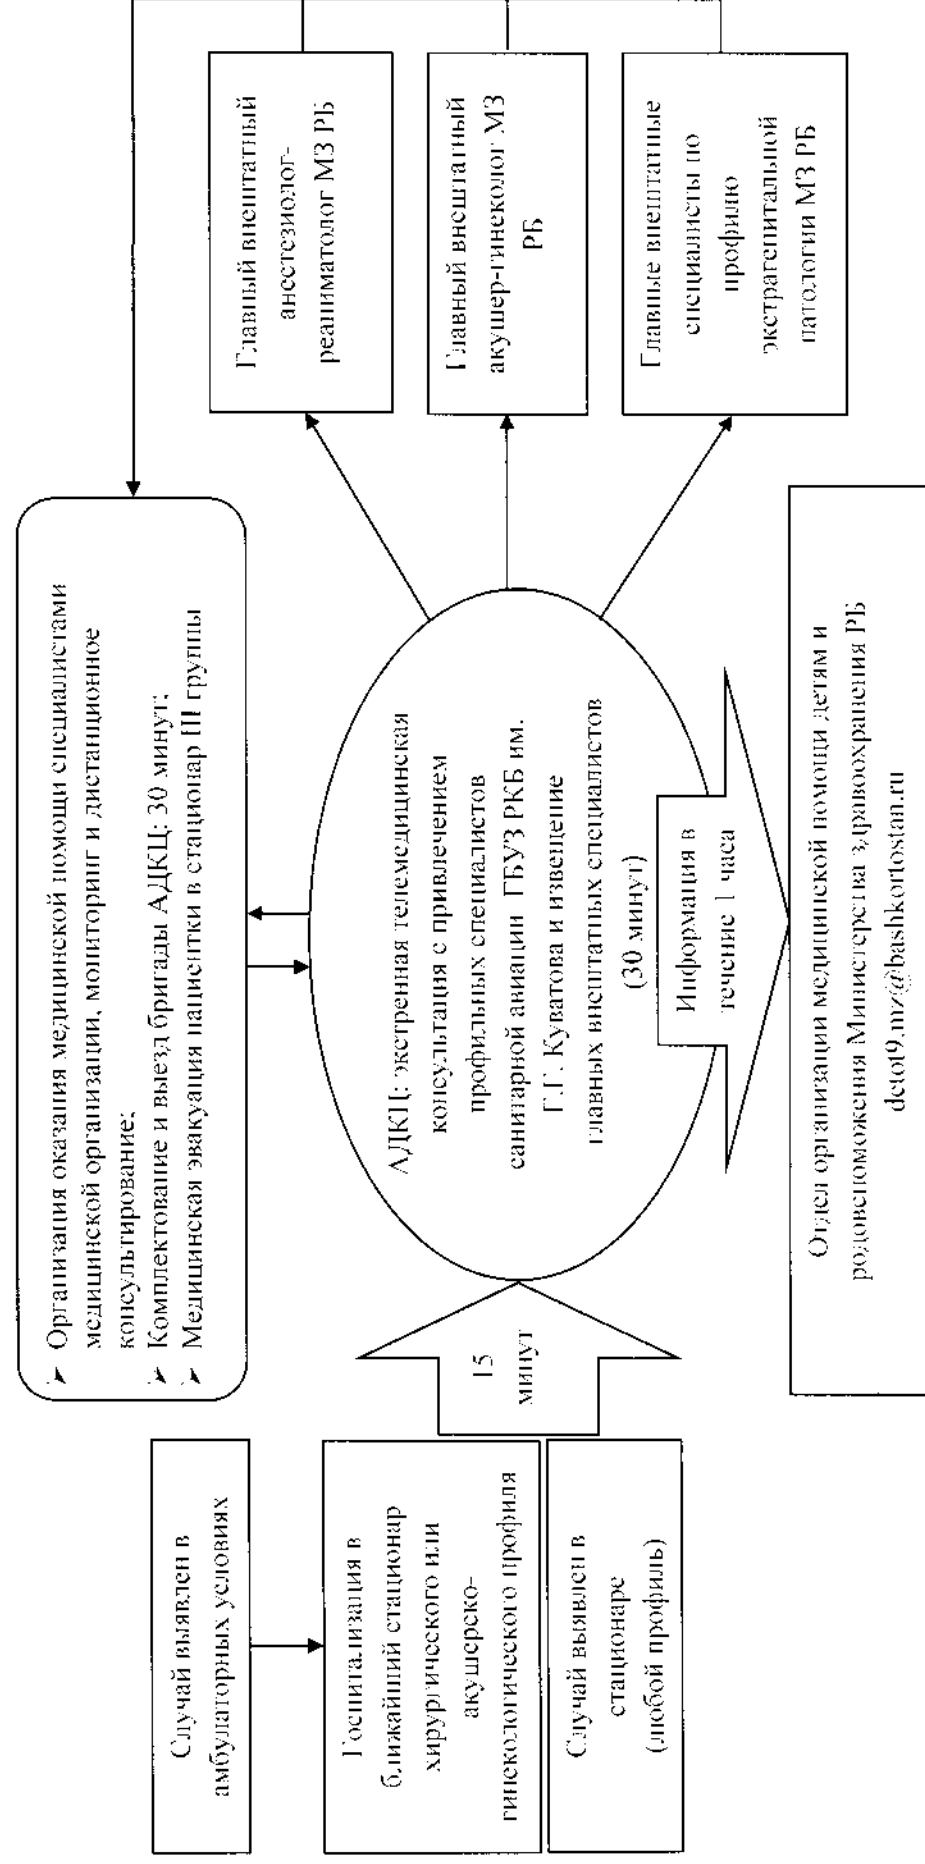 Случай выявлен в
амбулаторных условиях
Госпитализация в
ближайший стационар
хирургического или
акушерско-
гинекологического профиля
Случай выявлен в
стационаре
(любой профиль)
15
минут
Организация оказания медицинской помощи специалистами
медицинской организации, мониторинг и дистанционное
консультирование;
Комплектование и выезд бригады АДКЦ: 30 минут;
Медицинская эвакуация пациентки в стационар III группы
АДКЦ: экстренная телемедицинская
консультация с привлечением
профильных специалистов
санитарной авиации ГБУЗ РКБ им.
Г.Г. Куватова и извещение
главных внештатных специалистов
(30 минут)
Информация в
течение 1 часа
Отдел организации медицинской помощи детям и
родовспоможения Министерства здравоохранения РБ
detot9.mz@bashkortostan.ru
Главный внештатный
анестезиолог-
реаниматолог МЗ РБ
Главный внештатный
акушер-гинеколог МЗ
РБ
Главные внештатные
специалисты по
профилю
экстрагенитальной
патологии МЗ РБ